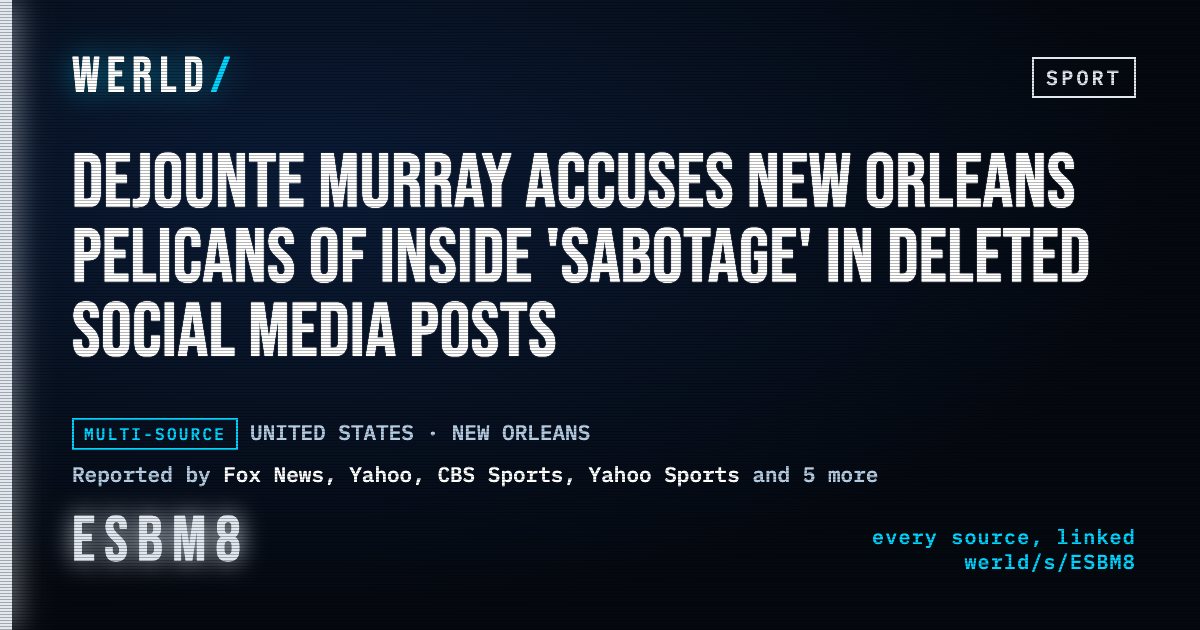 WERLD/
SPORT
DEJOUNTE MURRAY ACCUSES NEW ORLEANS
PELICANS OF INSIDE 'SABOTAGE' IN DELETED
SOCIAL MEDIA POSTS
MULTI-SOURCE UNITED STATES · NEW ORLEANS
Reported by Fox News, Yahoo, CBS Sports, Yahoo Sports and 5 more
ESBM8
every source, linked
werld/s/ESBM8